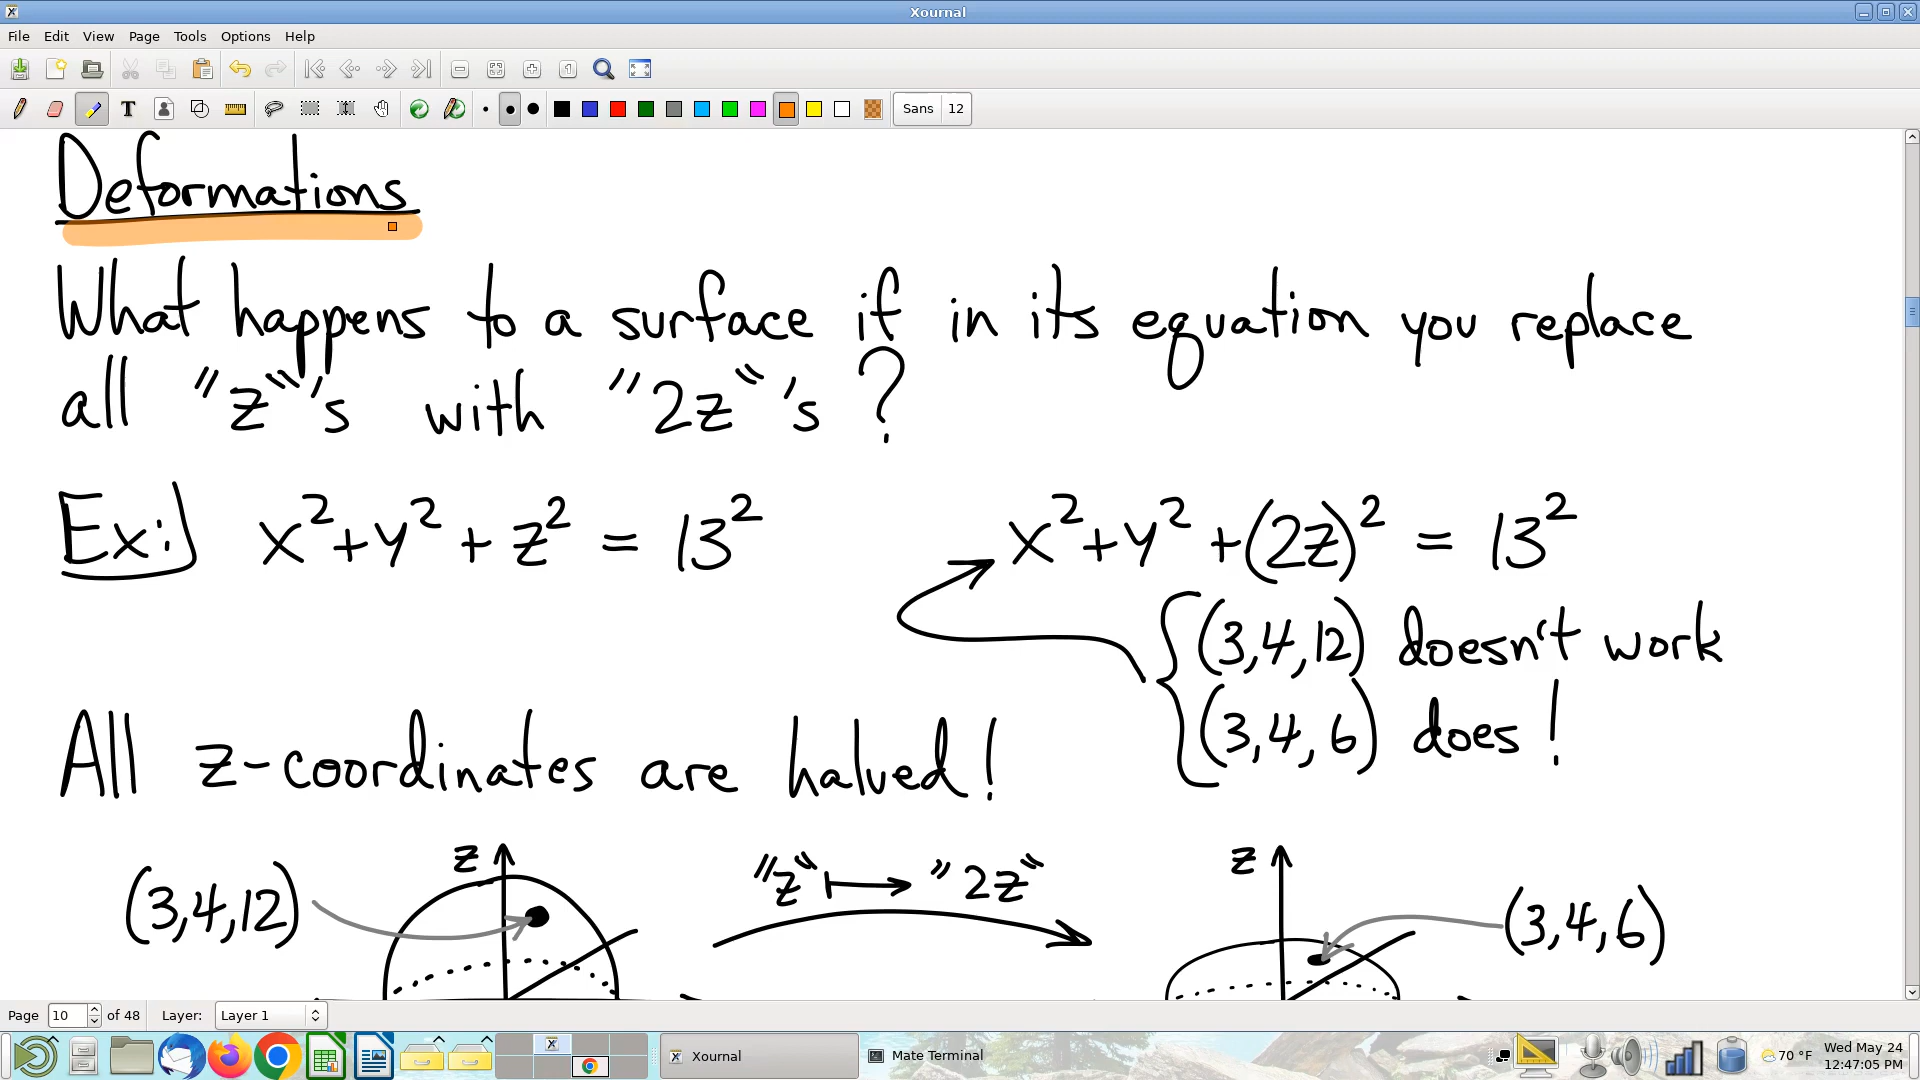 Xournal
File Edit View Page Tools Options Help
Sans 12
Deformations
What happens to a surface if in its equation you replace
all "z"'s with "2z"'s ?
Ex: x²+y²+z² = 13² x²+y²+(2z)² = 13²
(3,4,12) doesn't work
(3,4,6) does!
All z-coordinates are halved!
(3,4,12) z "z" ↦ "2z" z (3,4,6)
Page 10 of 48 Layer: Layer 1
Xournal Mate Terminal 70 °F Wed May 24
12:47:05 PM